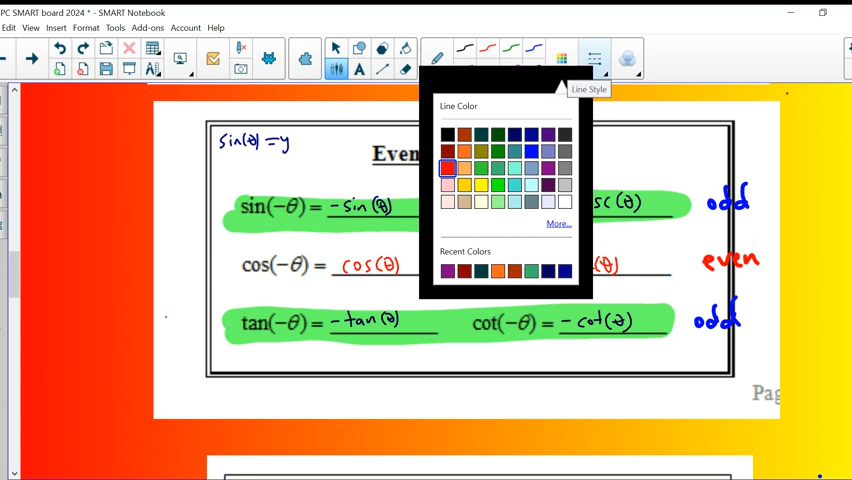 PC SMART board 2024 * - SMART Notebook
Edit View Insert Format Tools Add-ons Account Help
Line Style
Line Color
More...
Recent Colors
sin(θ) = y
Even
sin(−θ) = -sin(θ) sc(θ) odd
cos(−θ) = cos(θ) (θ) even
tan(−θ) = -tan(θ) cot(−θ) = -cot(θ) odd
Pag